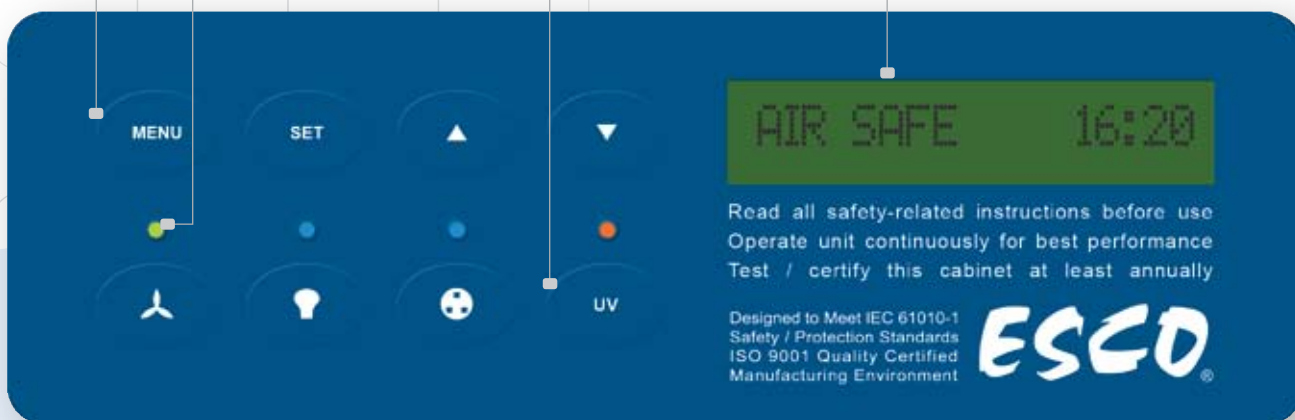 MENU SET ▲ ▼
UV
AIR SAFE 16:20
Read all safety-related instructions before use
Operate unit continuously for best performance
Test / certify this cabinet at least annually
Designed to Meet IEC 61010-1
Safety / Protection Standards
ISO 9001 Quality Certified
Manufacturing Environment
ESCO®